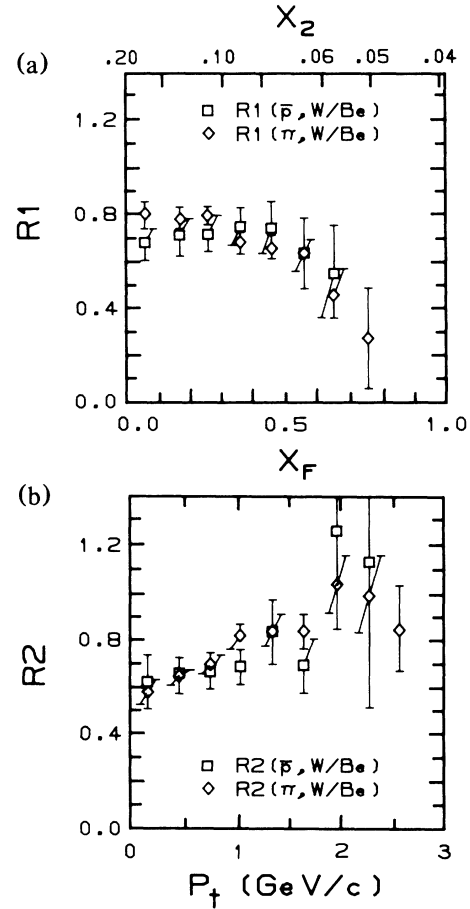 X2
(a)
.20 .10 .06 .05 .04
R1 (p̄, W/Be)
R1 (π, W/Be)
1.2
0.8
0.4
0.0
R1
0.0 0.5 1.0
XF
(b)
1.2
0.8
0.4
0.0
R2
R2 (p̄, W/Be)
R2 (π, W/Be)
0 1 2 3
Pt (GeV/c)